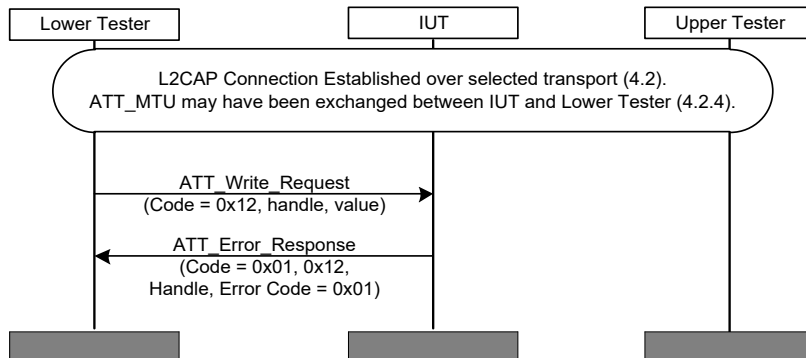 Lower Tester
IUT
Upper Tester
L2CAP Connection Established over selected transport (4.2).
ATT_MTU may have been exchanged between IUT and Lower Tester (4.2.4).
ATT_Write_Request
(Code = 0x12, handle, value)
ATT_Error_Response
(Code = 0x01, 0x12,
Handle, Error Code = 0x01)